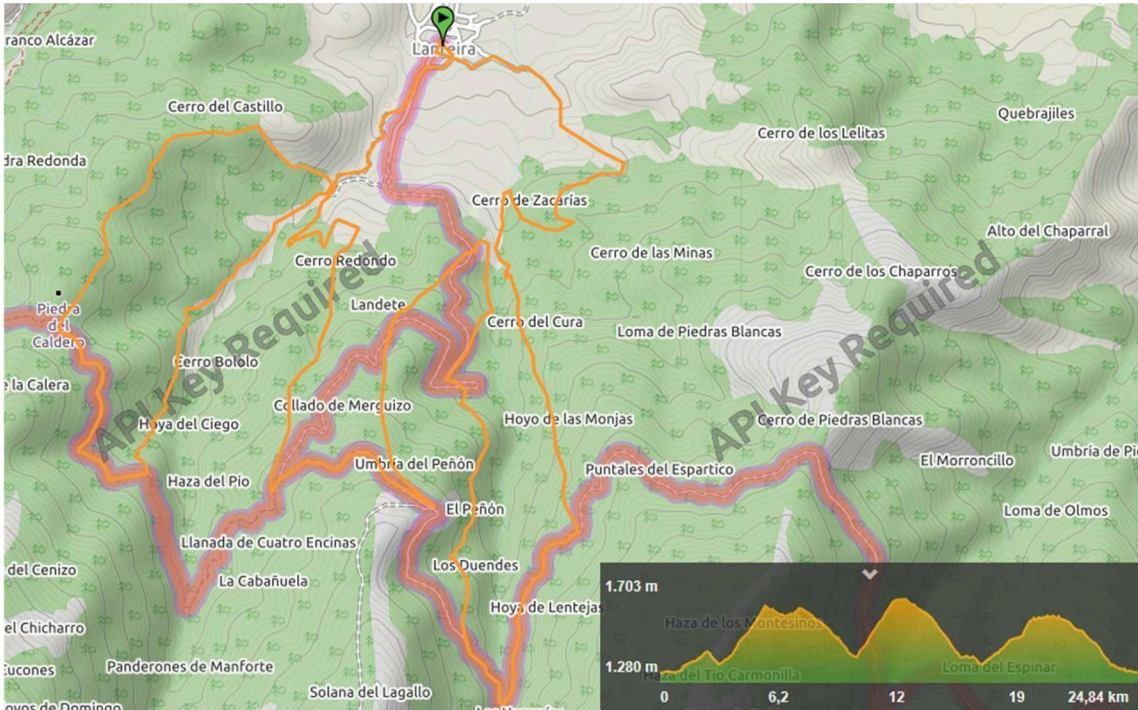 ranco Alcázar
Lanteira
Cerro del Castillo
Quebrajiles
Cerro de los Lelitas
dra Redonda
Cerro de Zacarías
Alto del Chaparral
Cerro de las Minas
Cerro Redondo
Cerro de los Chaparros
API Key Required
API Key Required
Piedra
del
Caldero
Landete
Cerro del Cura
Loma de Piedras Blancas
Cerro Bololo
e la Calera
Collado de Merguizo
Hoya del Ciego
Hoyo de las Monjas
Cerro de Piedras Blancas
Umbría del Peñón
Puntales del Espartico
El Morroncillo
Umbría de Pi
Haza del Pío
El Peñón
Loma de Olmos
Llanada de Cuatro Encinas
del Cenizo
La Cabañuela
Los Duendes
Hoya de Lentejas
el Chicharro
Eucones
Panderones de Manforte
Solana del Lagallo
oyos de Domingo
1.703 m
Haza de los Montesinos
1.280 m
Haza del Tío Carmonilla
Loma del Espinar
0 6,2 12 19 24,84 km